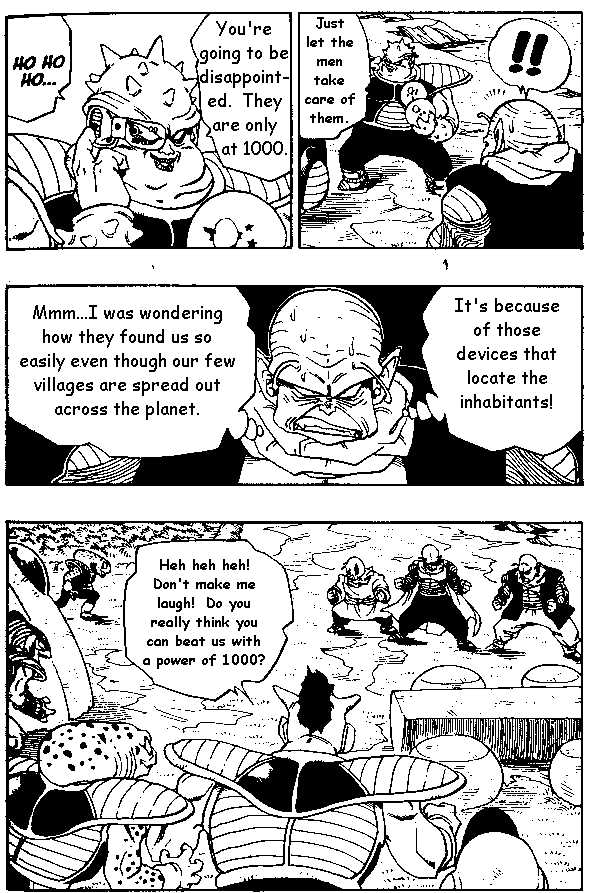 HO HO
HO...
You're
going to be
disappoint-
ed. They
are only
at 1000.
Just
let the
men
take
care of
them.
!!
Mmm...I was wondering
how they found us so
easily even though our few
villages are spread out
across the planet.
It's because
of those
devices that
locate the
inhabitants!
Heh heh heh!
Don't make me
laugh! Do you
really think you
can beat us with
a power of 1000?